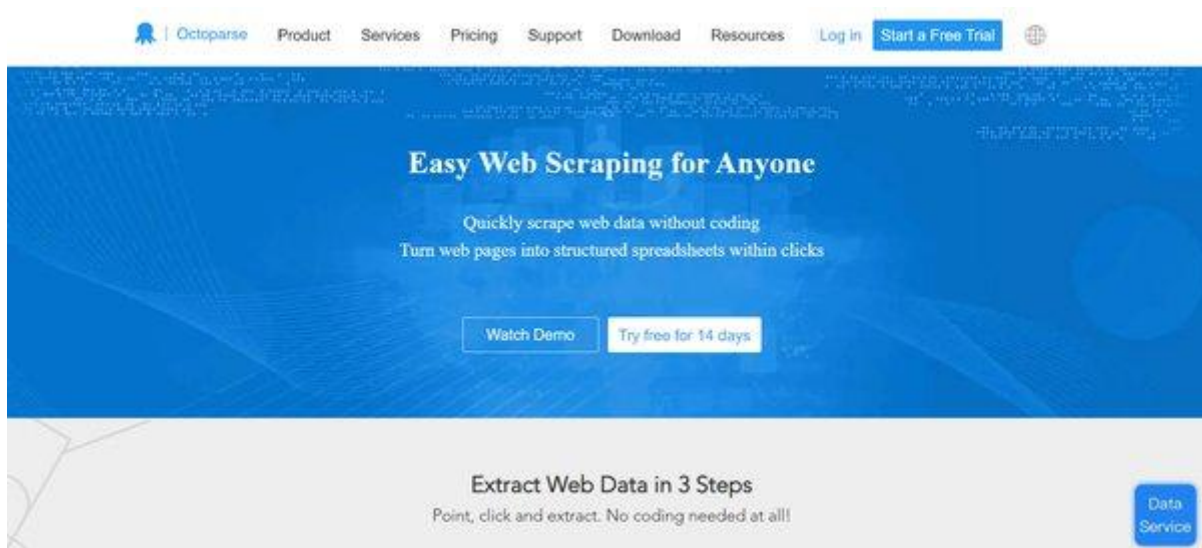 Octoparse Product Services Pricing Support Download Resources Log in Start a Free Trial
Easy Web Scraping for Anyone
Quickly scrape web data without coding
Turn web pages into structured spreadsheets within clicks
Watch Demo Try free for 14 days
Extract Web Data in 3 Steps
Point, click and extract. No coding needed at all!
Data
Service